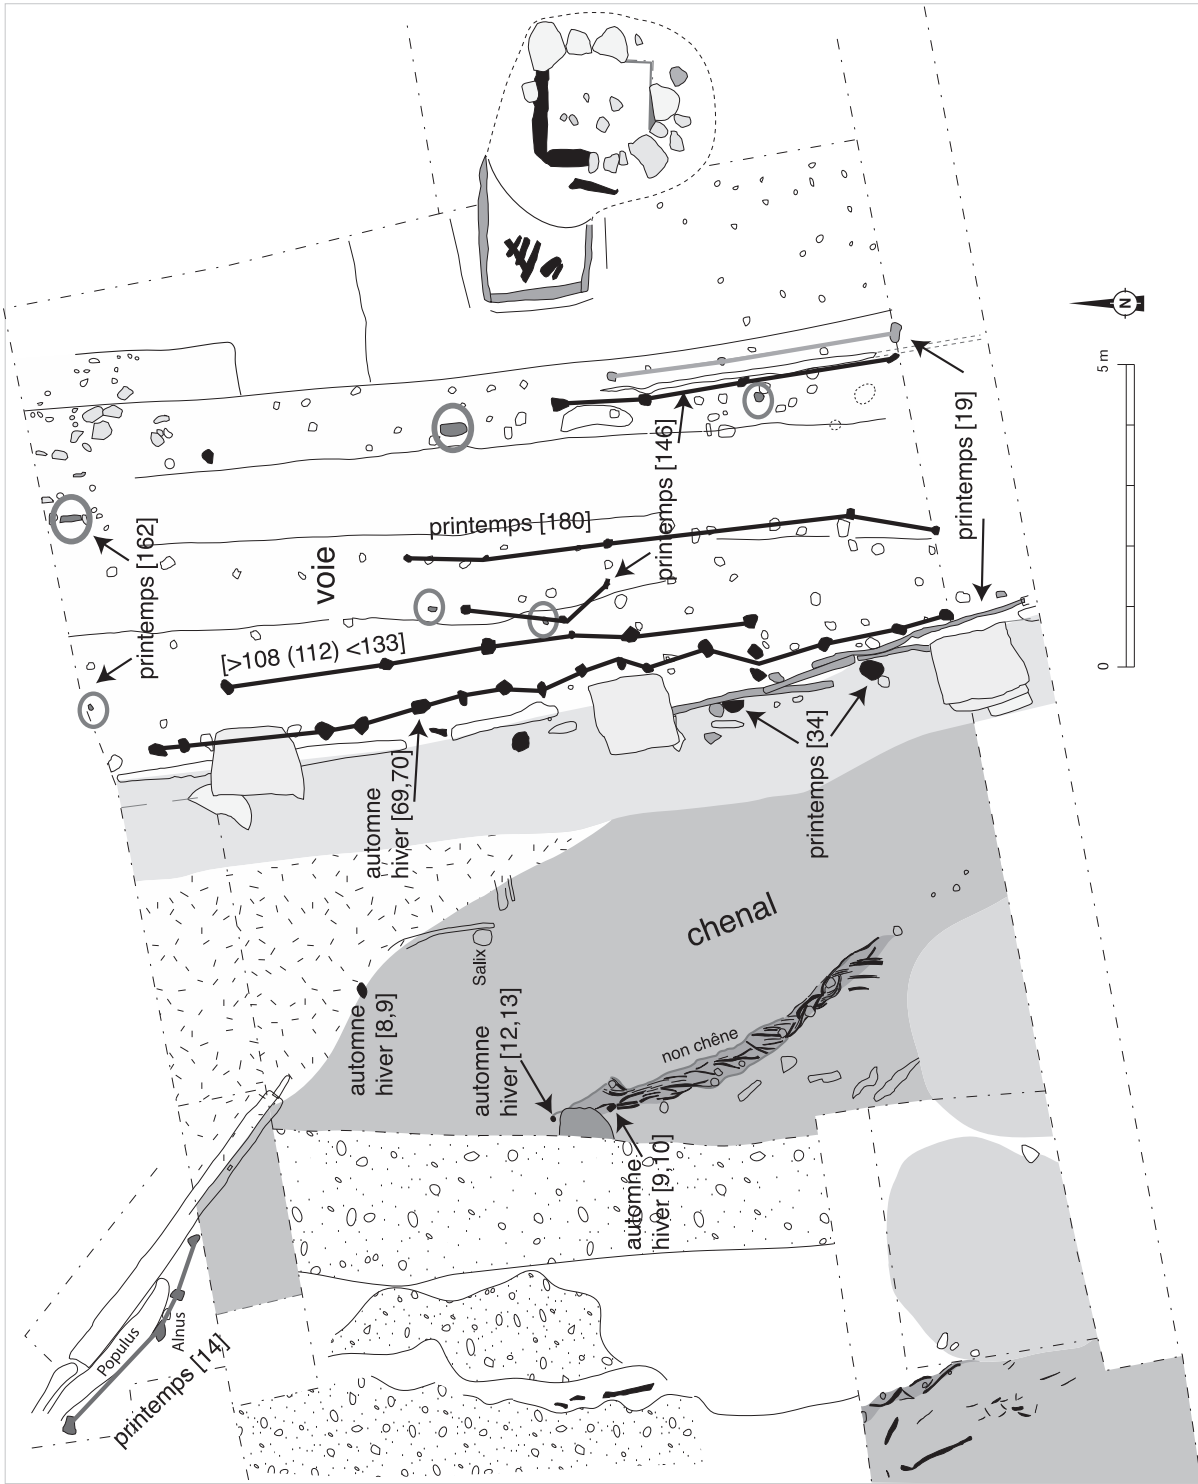 N
5 m
0
printemps [19]
printemps [146]
printemps [180]
printemps [162]
voie
printemps
[>108 (112) <133]
automne
hiver [69,70]
printemps [34]
chenal
Salix
automne
hiver [8,9]
automne
hiver [12,13]
non chêne
automne
hiver [9,10]
Populus
Alnus
printemps [14]